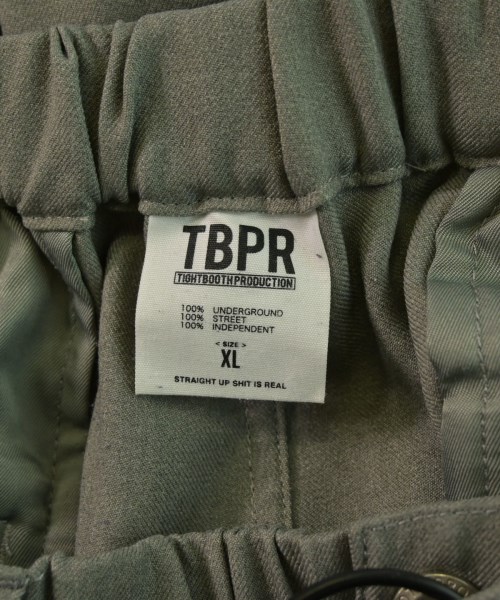 TBPR
TIGHTBOOTHPRODUCTION
100% UNDERGROUND
100% STREET
100% INDEPENDENT
< SIZE >
XL
STRAIGHT UP SHIT IS REAL